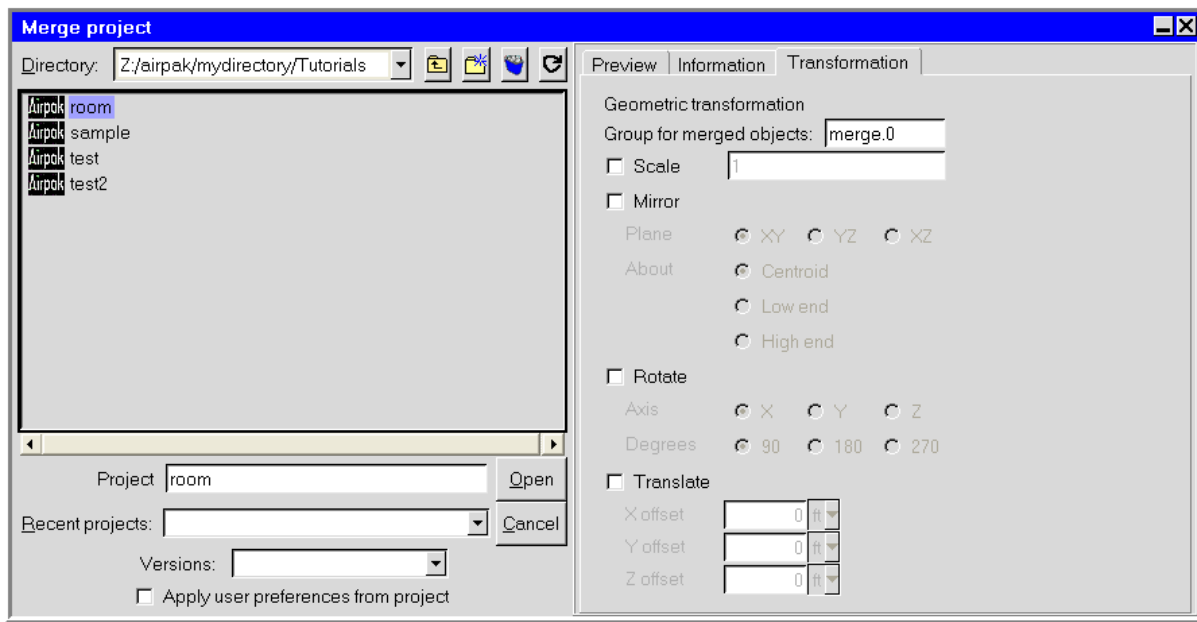 Merge project
Directory: Z:/airpak/mydirectory/Tutorials
Airpak room
Airpak sample
Airpak test
Airpak test2
Project room Open
Recent projects: Cancel
Versions:
Apply user preferences from project
Preview Information Transformation
Geometric transformation
Group for merged objects: merge.0
Scale 1
Mirror
Plane XY YZ XZ
About Centroid
Low end
High end
Rotate
Axis X Y Z
Degrees 90 180 270
Translate
X offset 0 ft
Y offset 0 ft
Z offset 0 ft